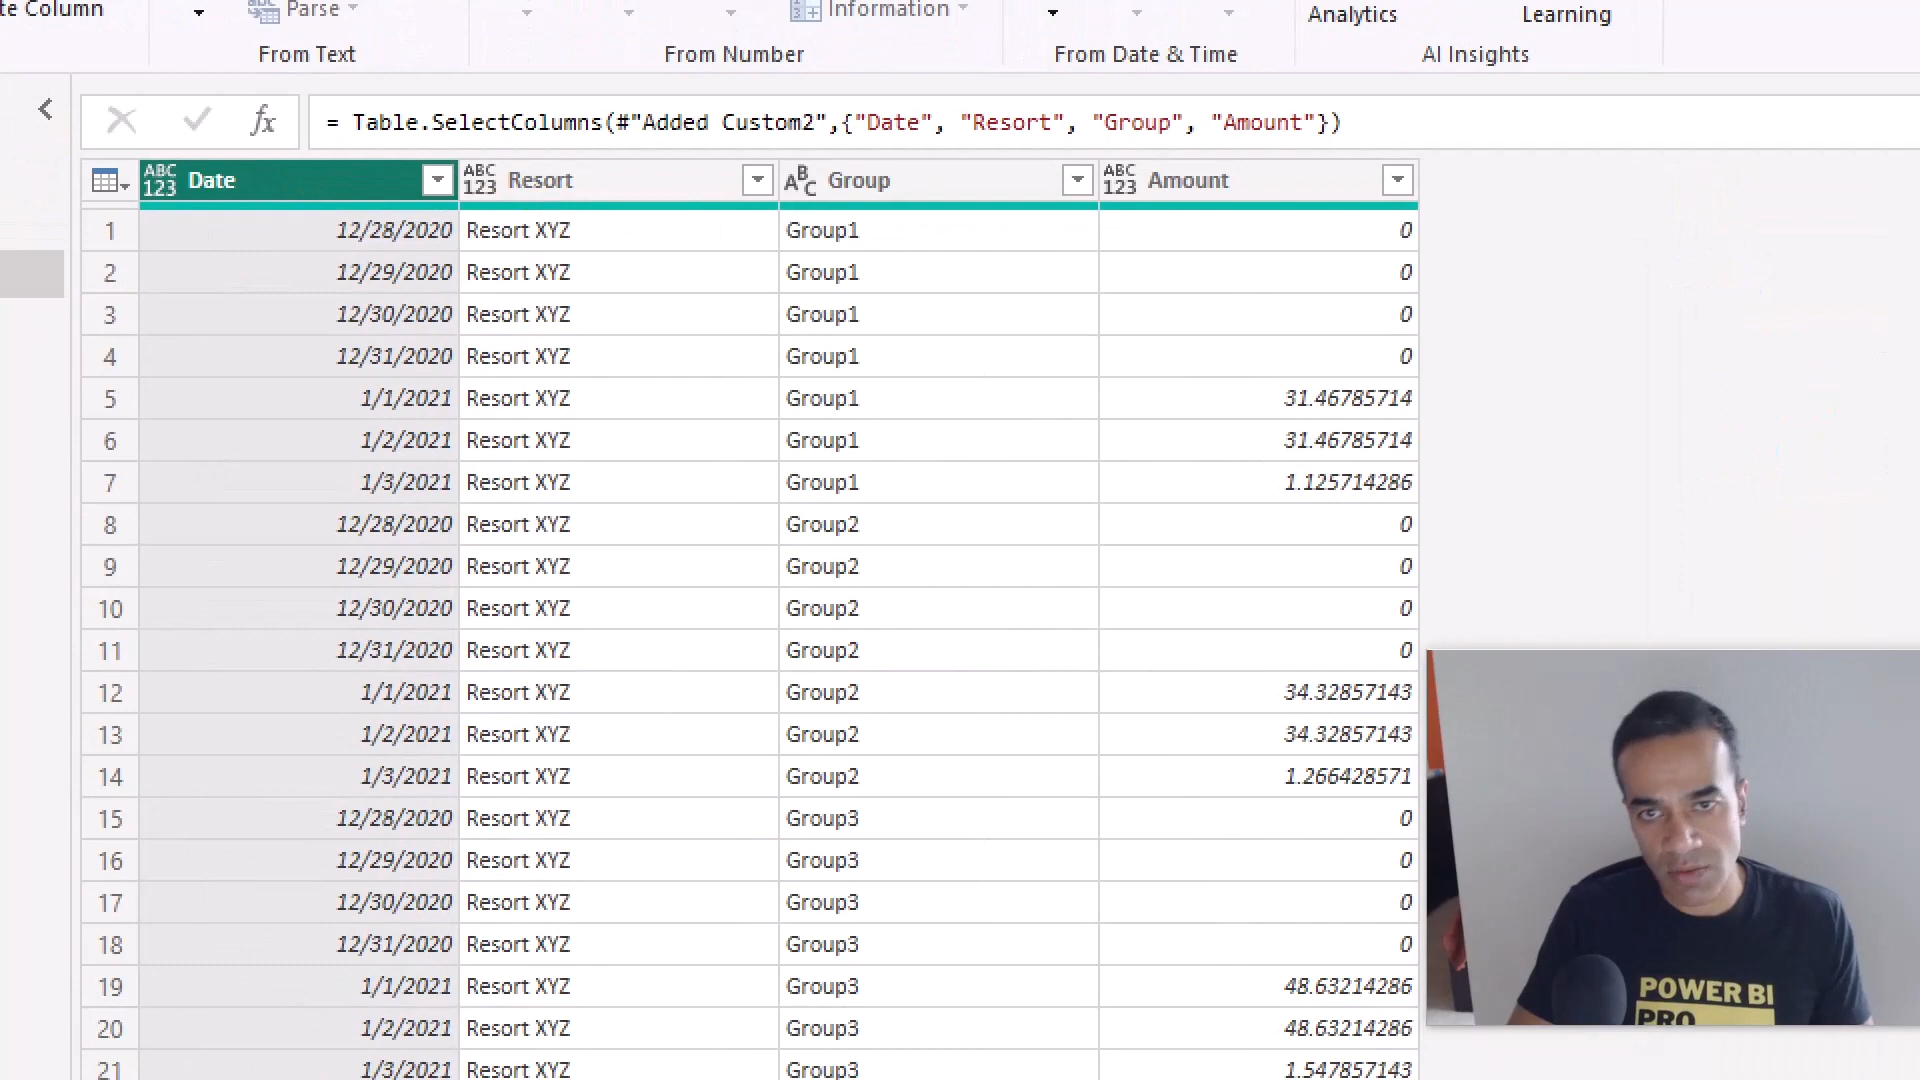 te Column
Parse
Information
Analytics
Learning
From Text
From Number
From Date & Time
AI Insights
fx
= Table.SelectColumns(#"Added Custom2",{"Date", "Resort", "Group", "Amount"})
ABC 123 Date ABC 123 Resort ABC Group ABC 123 Amount
1 12/28/2020 Resort XYZ Group1 0
2 12/29/2020 Resort XYZ Group1 0
3 12/30/2020 Resort XYZ Group1 0
4 12/31/2020 Resort XYZ Group1 0
5 1/1/2021 Resort XYZ Group1 31.46785714
6 1/2/2021 Resort XYZ Group1 31.46785714
7 1/3/2021 Resort XYZ Group1 1.125714286
8 12/28/2020 Resort XYZ Group2 0
9 12/29/2020 Resort XYZ Group2 0
10 12/30/2020 Resort XYZ Group2 0
11 12/31/2020 Resort XYZ Group2 0
12 1/1/2021 Resort XYZ Group2 34.32857143
13 1/2/2021 Resort XYZ Group2 34.32857143
14 1/3/2021 Resort XYZ Group2 1.266428571
15 12/28/2020 Resort XYZ Group3 0
16 12/29/2020 Resort XYZ Group3 0
17 12/30/2020 Resort XYZ Group3 0
18 12/31/2020 Resort XYZ Group3 0
19 1/1/2021 Resort XYZ Group3 48.63214286
20 1/2/2021 Resort XYZ Group3 48.63214286
21 1/3/2021 Resort XYZ Group3 1.547857143
POWER BI
PRO